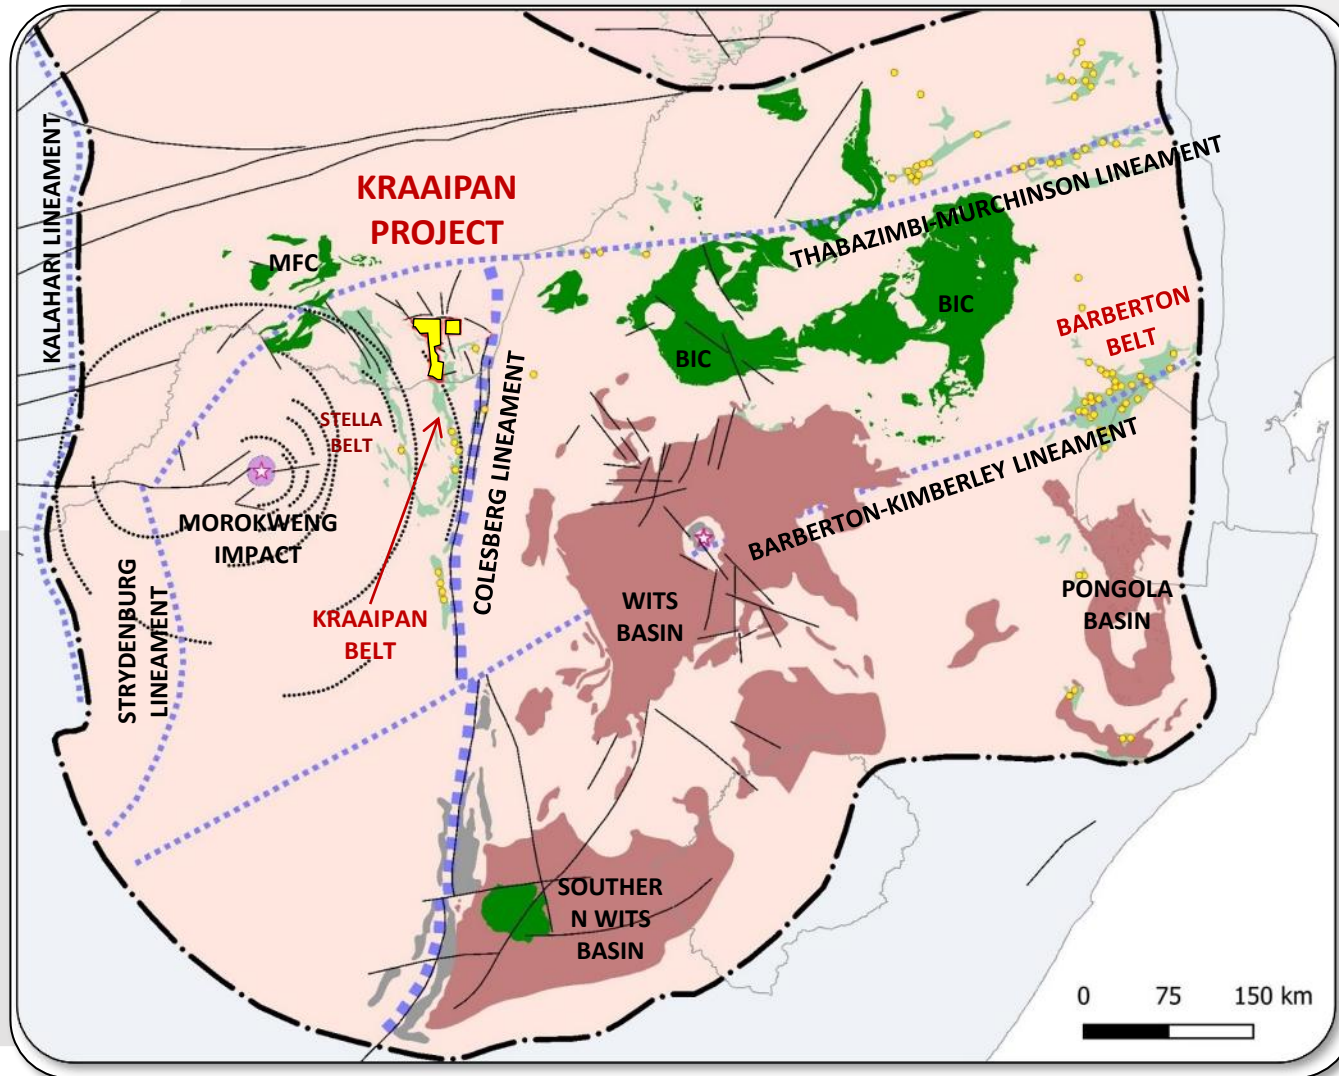 KALAHARI LINEAMENT
KRAAIPAN
PROJECT
MFC
THABAZIMBI-MURCHINSON LINEAMENT
BIC
BIC
BARBERTON
BELT
STELLA
BELT
COLESBERG LINEAMENT
MOROKWENG
IMPACT
BARBERTON-KIMBERLEY LINEAMENT
STRYDENBURG
LINEAMENT
KRAAIPAN
BELT
WITS
BASIN
PONGOLA
BASIN
SOUTHER
N WITS
BASIN
0 75 150 km